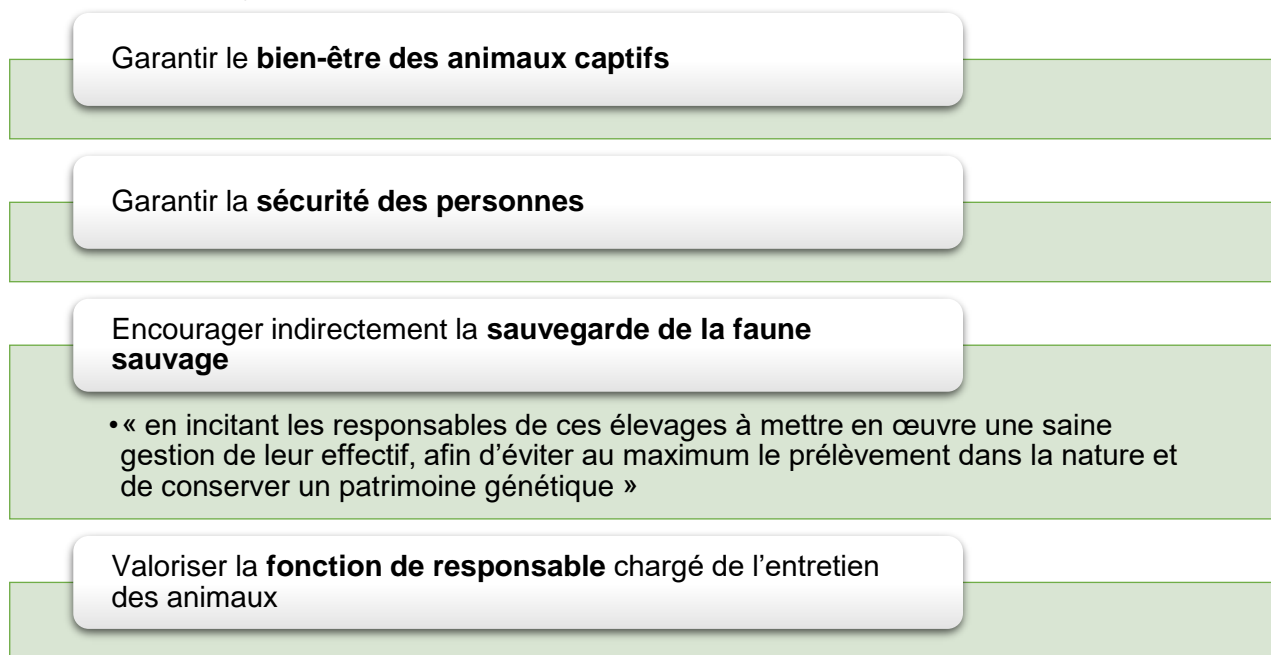 Garantir le bien-être des animaux captifs
Garantir la sécurité des personnes
Encourager indirectement la sauvegarde de la faune
sauvage
•« en incitant les responsables de ces élevages à mettre en œuvre une saine
gestion de leur effectif, afin d’éviter au maximum le prélèvement dans la nature et
de conserver un patrimoine génétique »
Valoriser la fonction de responsable chargé de l’entretien
des animaux